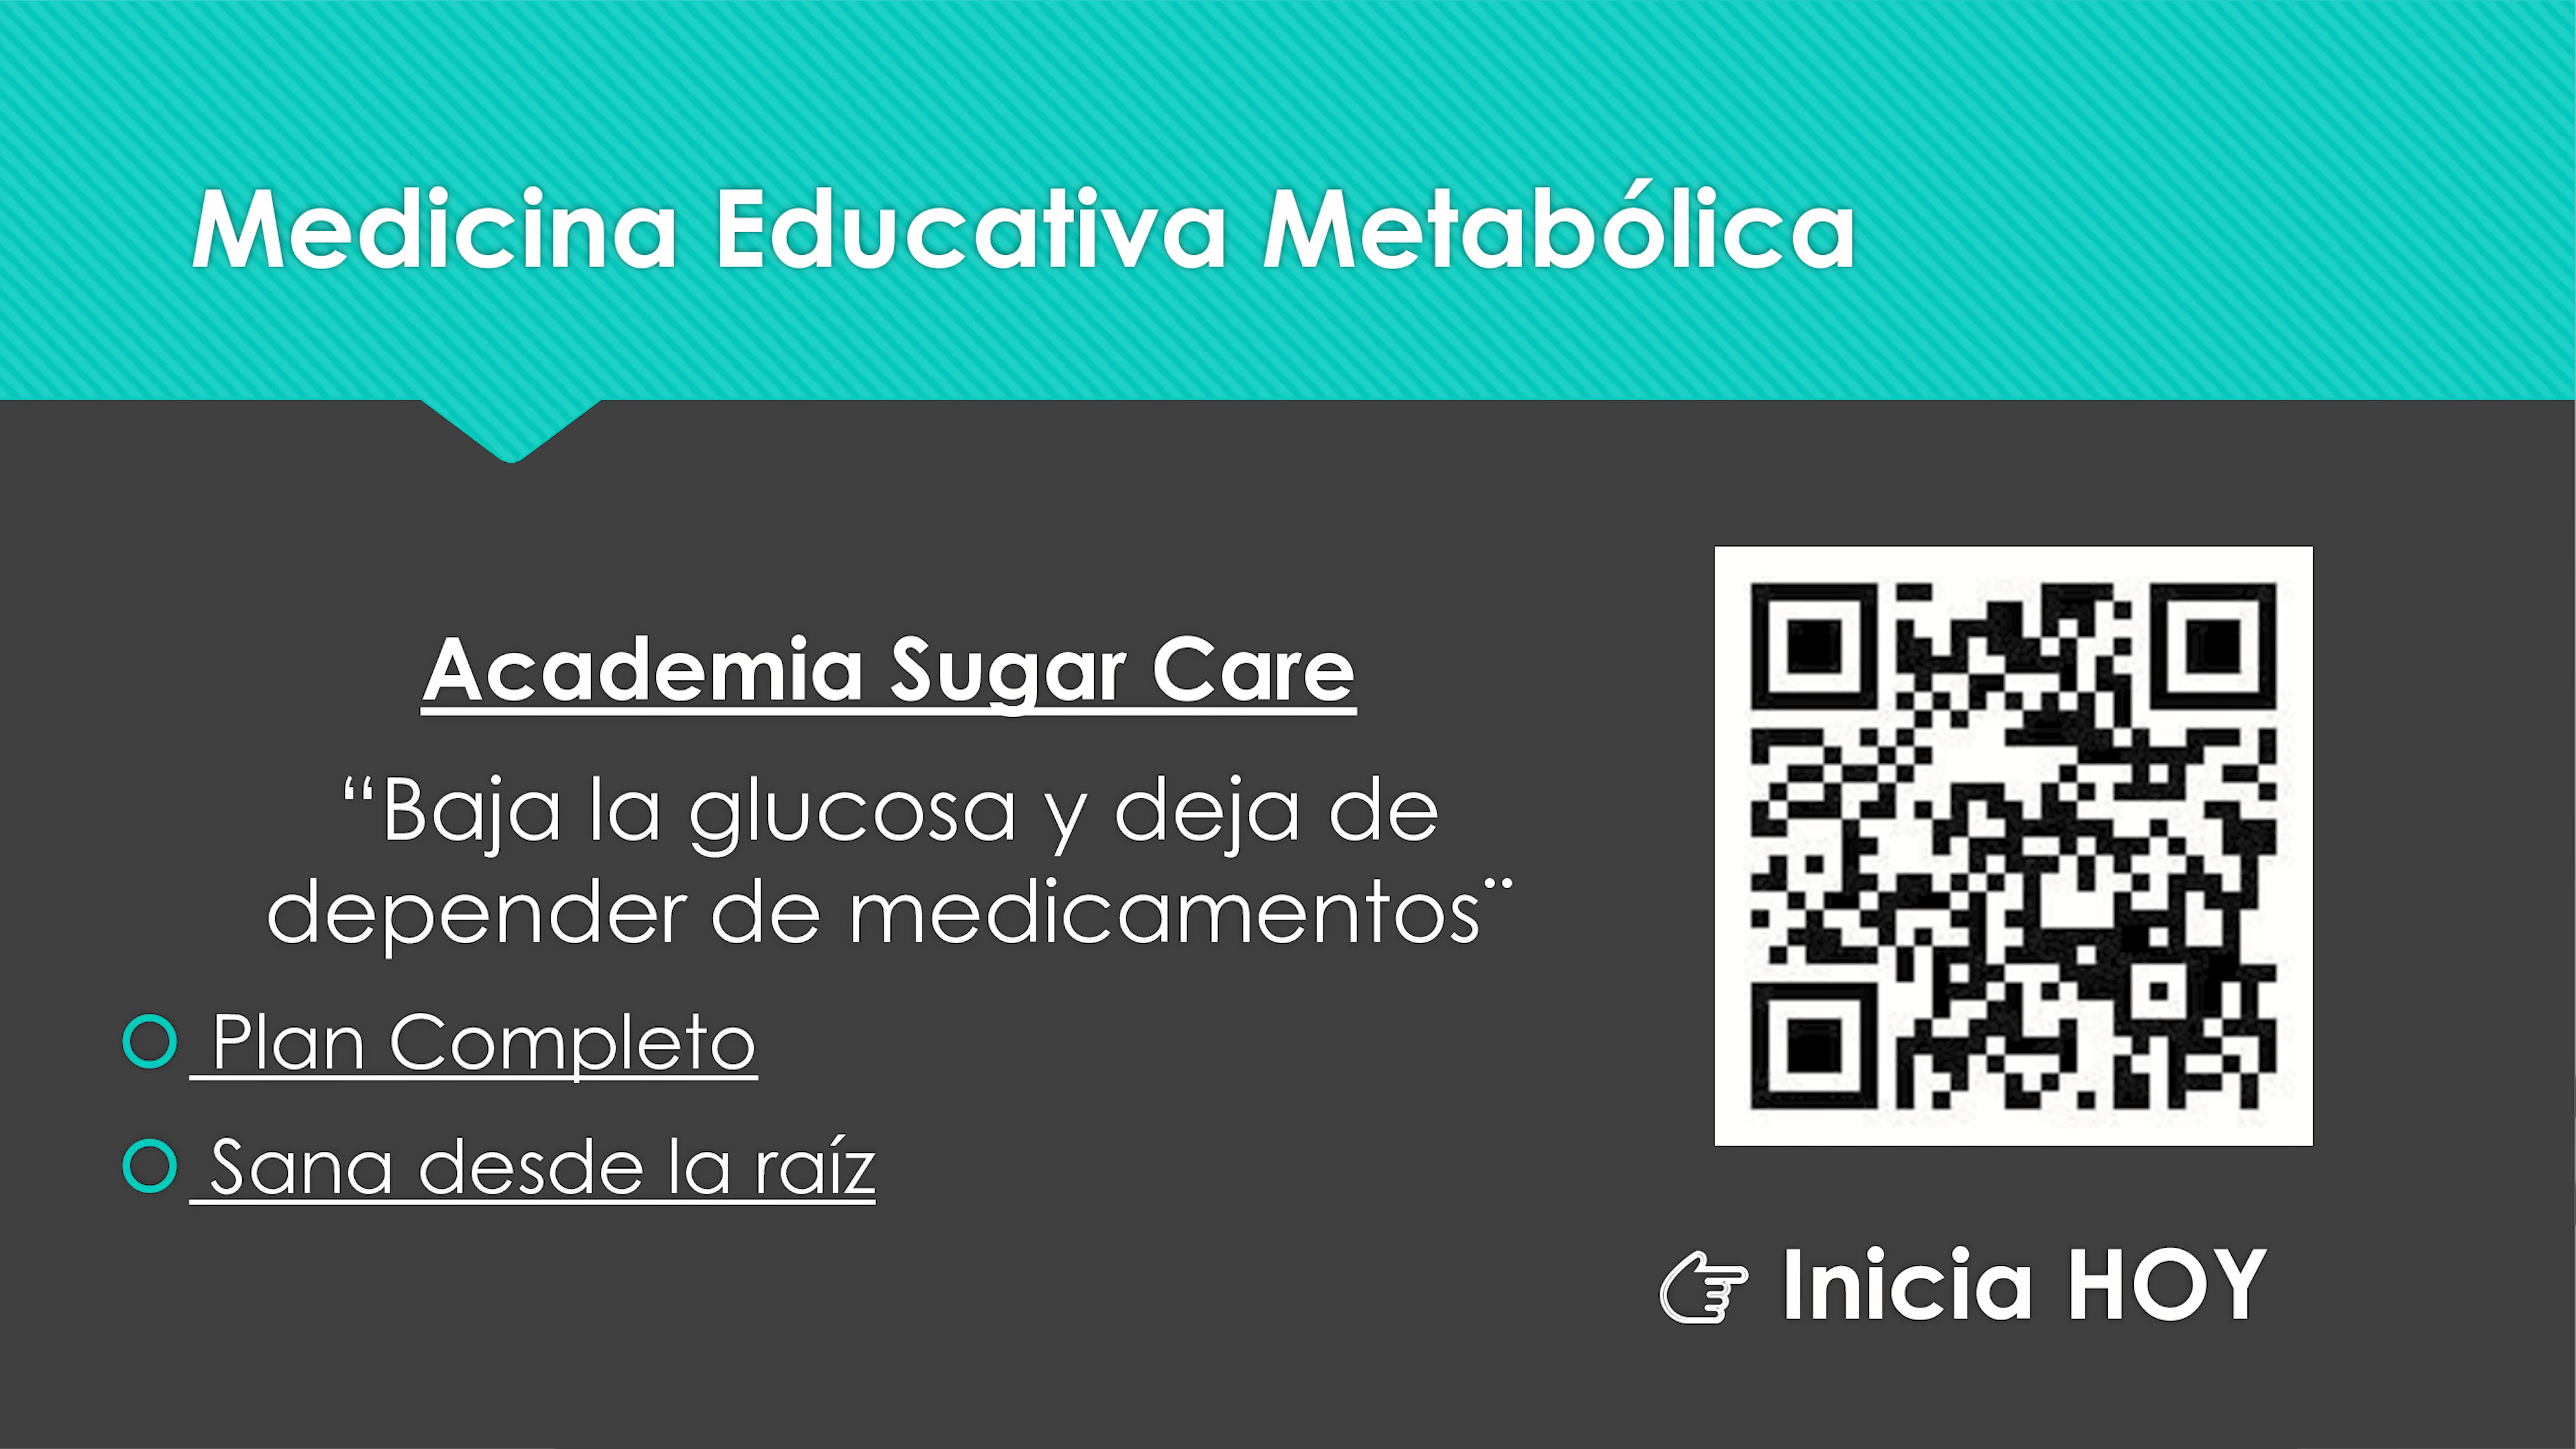 Medicina Educativa Metabólica
Academia Sugar Care
“Baja la glucosa y deja de
depender de medicamentos¨
Plan Completo
Sana desde la raíz
👉 Inicia HOY